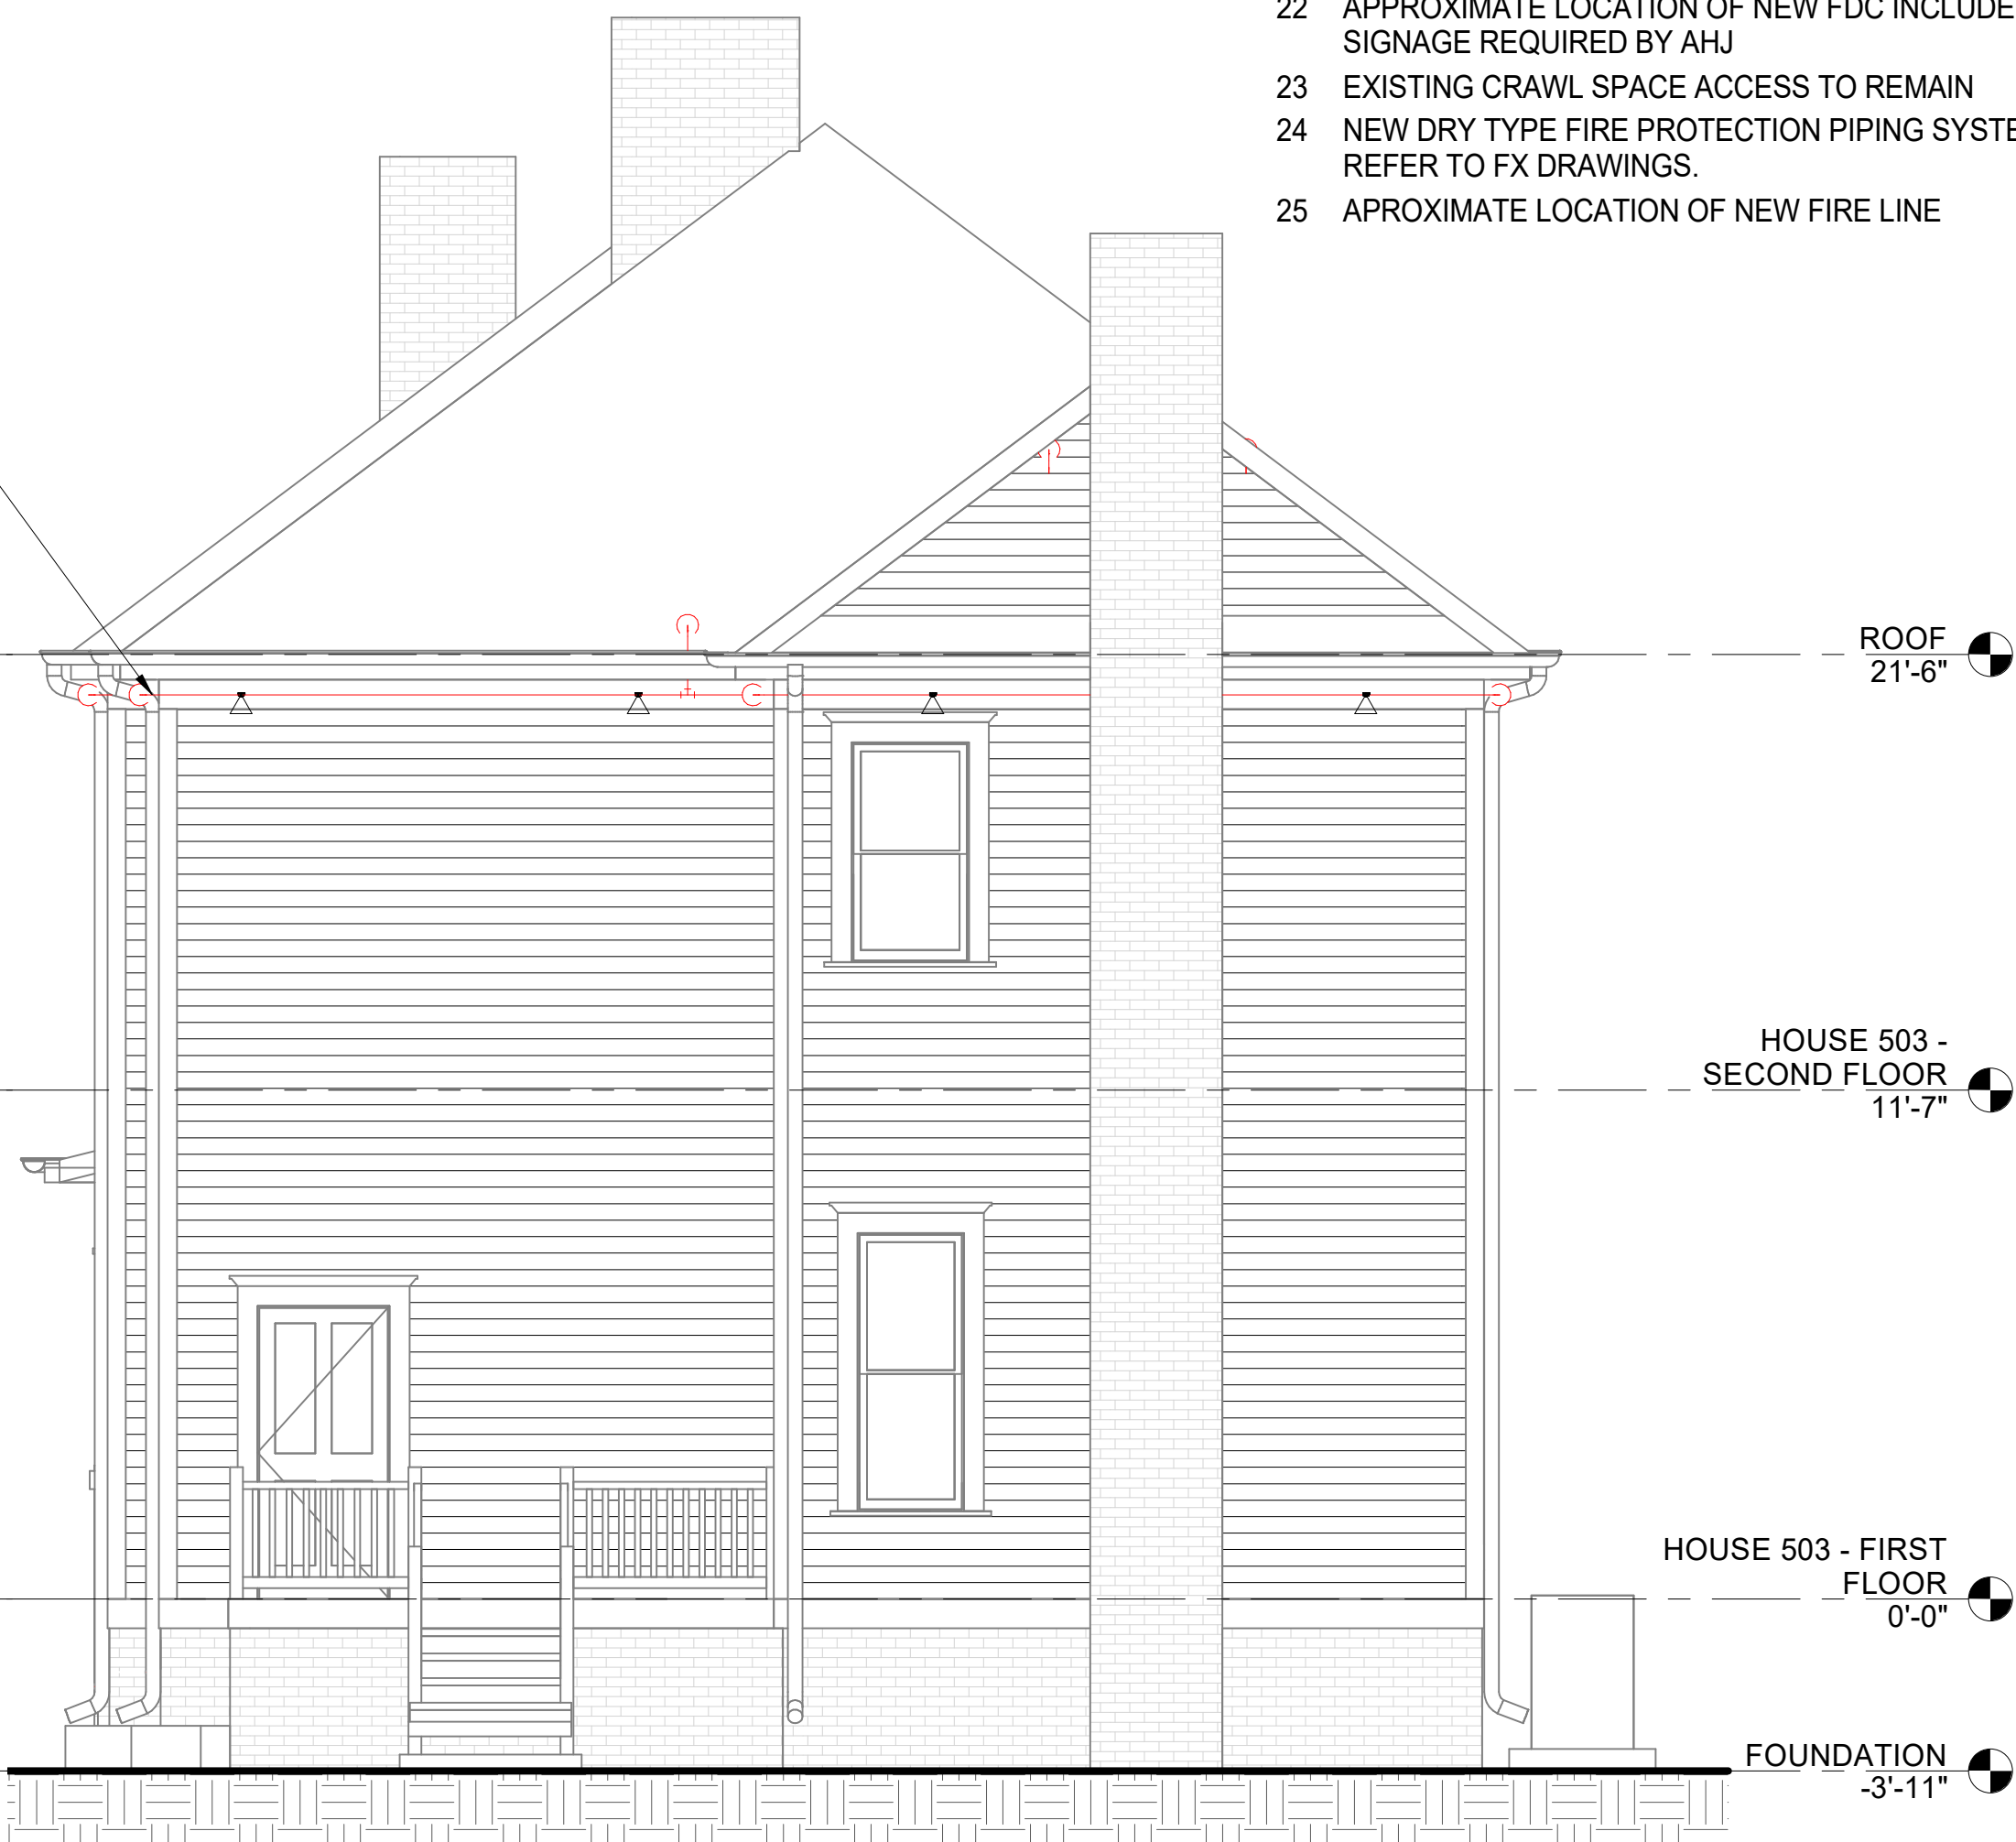 22 APPROXIMATE LOCATION OF NEW FDC INCLUDE
SIGNAGE REQUIRED BY AHJ
23 EXISTING CRAWL SPACE ACCESS TO REMAIN
24 NEW DRY TYPE FIRE PROTECTION PIPING
REFER TO FX DRAWINGS.
25 APROXIMATE LOCATION OF NEW FIRE LINE
ROOF
21'-6"
HOUSE 503 -
SECOND FLOOR
11'-7"
HOUSE 503 - FIRST
FLOOR
0'-0"
FOUNDATION
-3'-11"